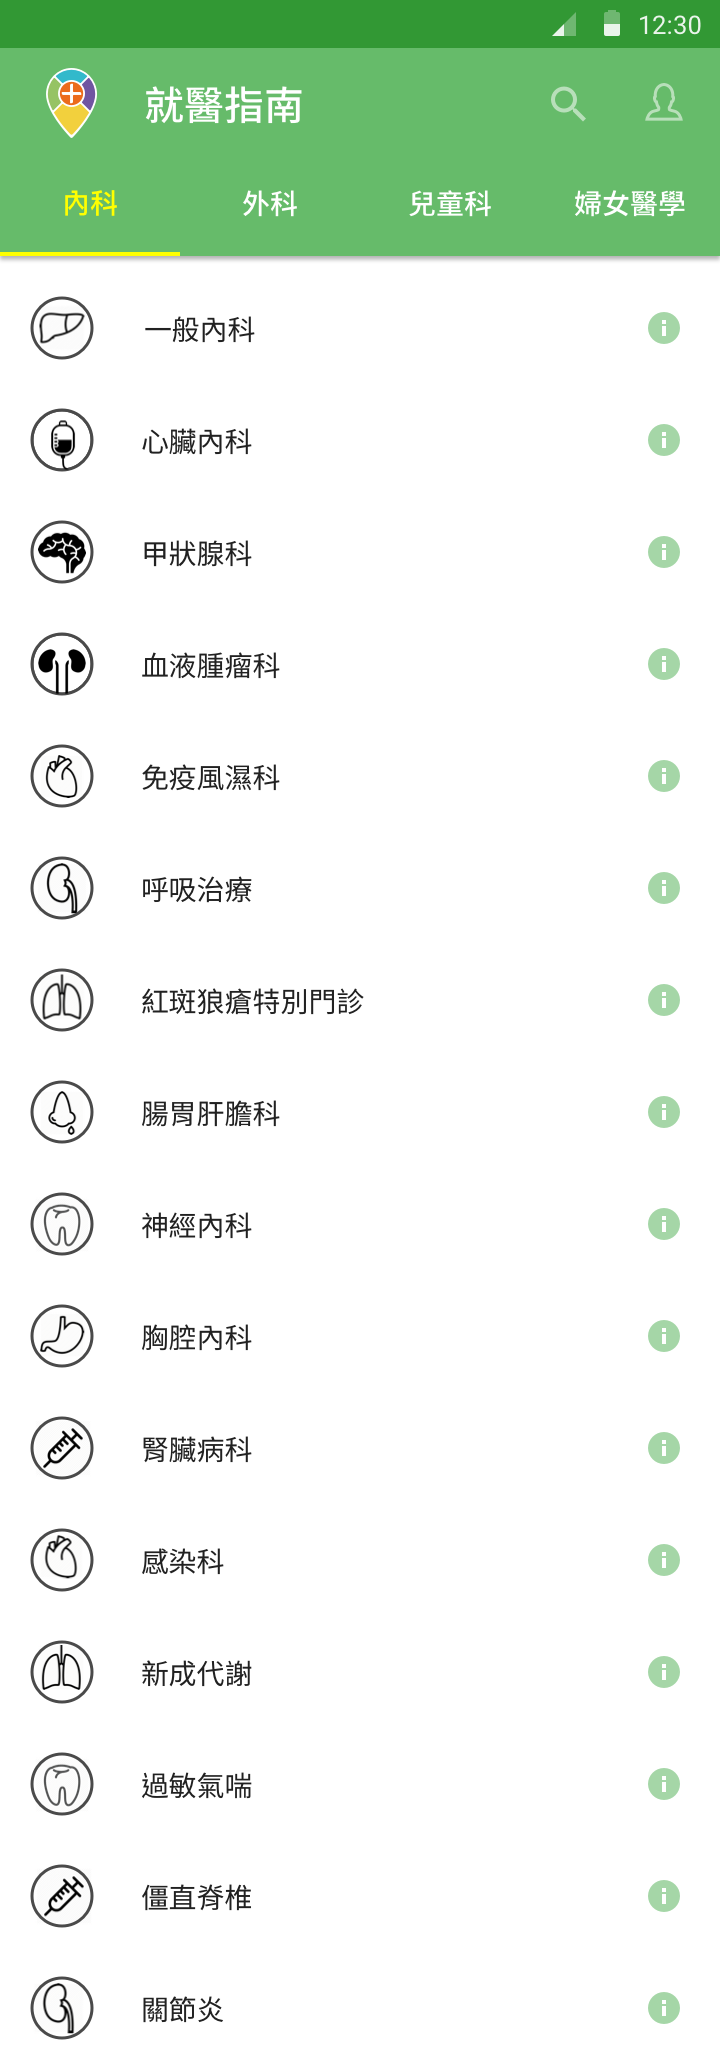 12:30
就醫指南
內科 外科 兒童科 婦女醫學
一般內科
心臟內科
甲狀腺科
血液腫瘤科
免疫風濕科
呼吸治療
紅斑狼瘡特別門診
腸胃肝膽科
神經內科
胸腔內科
腎臟病科
感染科
新成代謝
過敏氣喘
僵直脊椎
關節炎